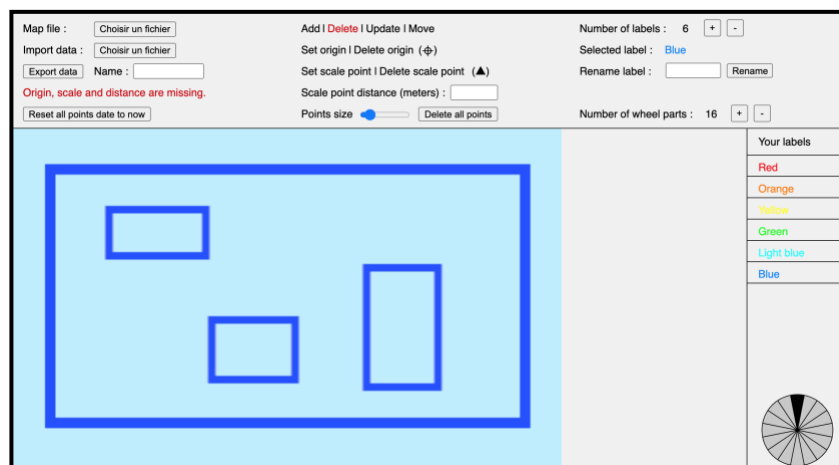 Map file : Choisir un fichier
Import data : Choisir un fichier
Export data Name :
Origin, scale and distance are missing.
Reset all points date to now
Add | Delete | Update | Move
Set origin | Delete origin (⌖)
Set scale point | Delete scale point (▲)
Scale point distance (meters) :
Points size Delete all points
Number of labels : 6 + -
Selected label : Blue
Rename label : Rename
Number of wheel parts : 16 + -
Your labels
Red
Orange
Yellow
Green
Light blue
Blue